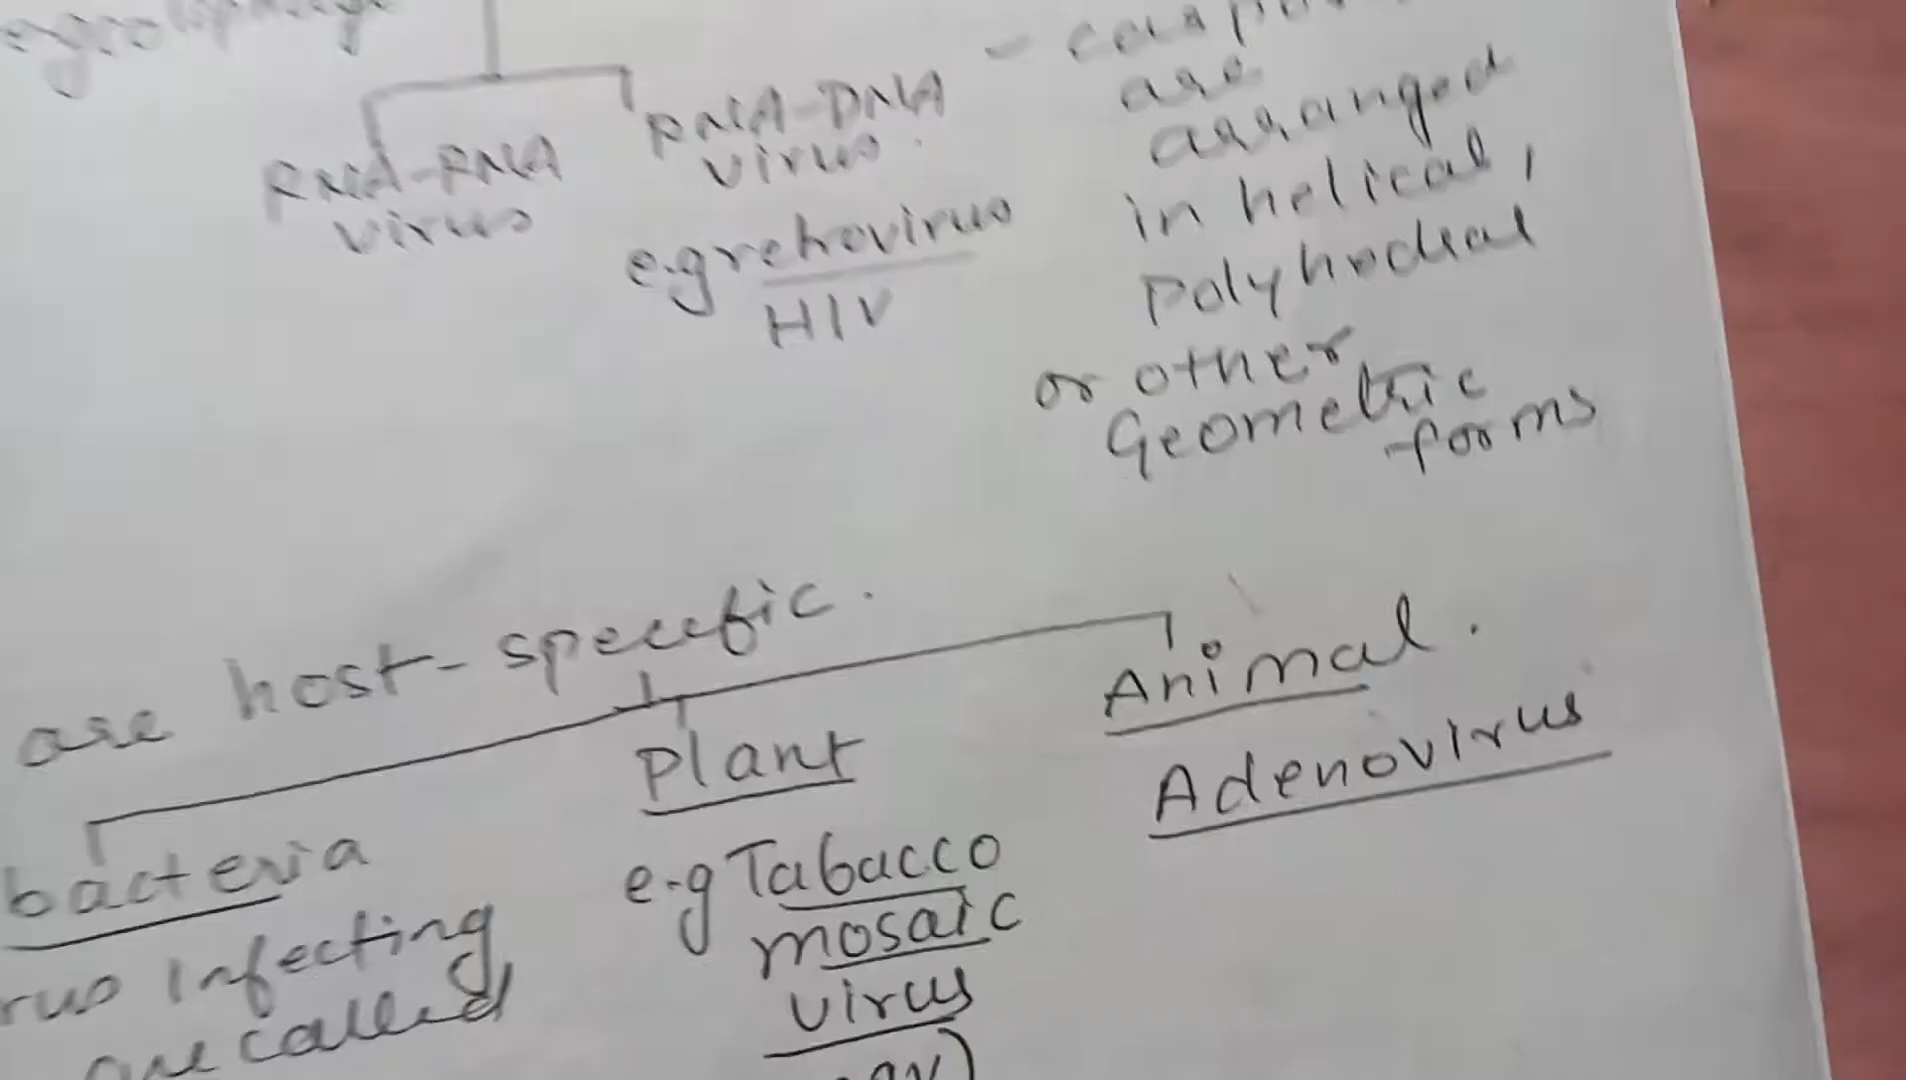 RNA-RNA
virus
RNA-DNA
virus.
e.g retrovirus
HIV
are
arranged
in helical,
Polyhedral
or other
Geometric
forms
are host-specific.
bacteria
infecting
are called
Plant
e.g Tabacco
mosaic
virus
Animal.
Adenovirus